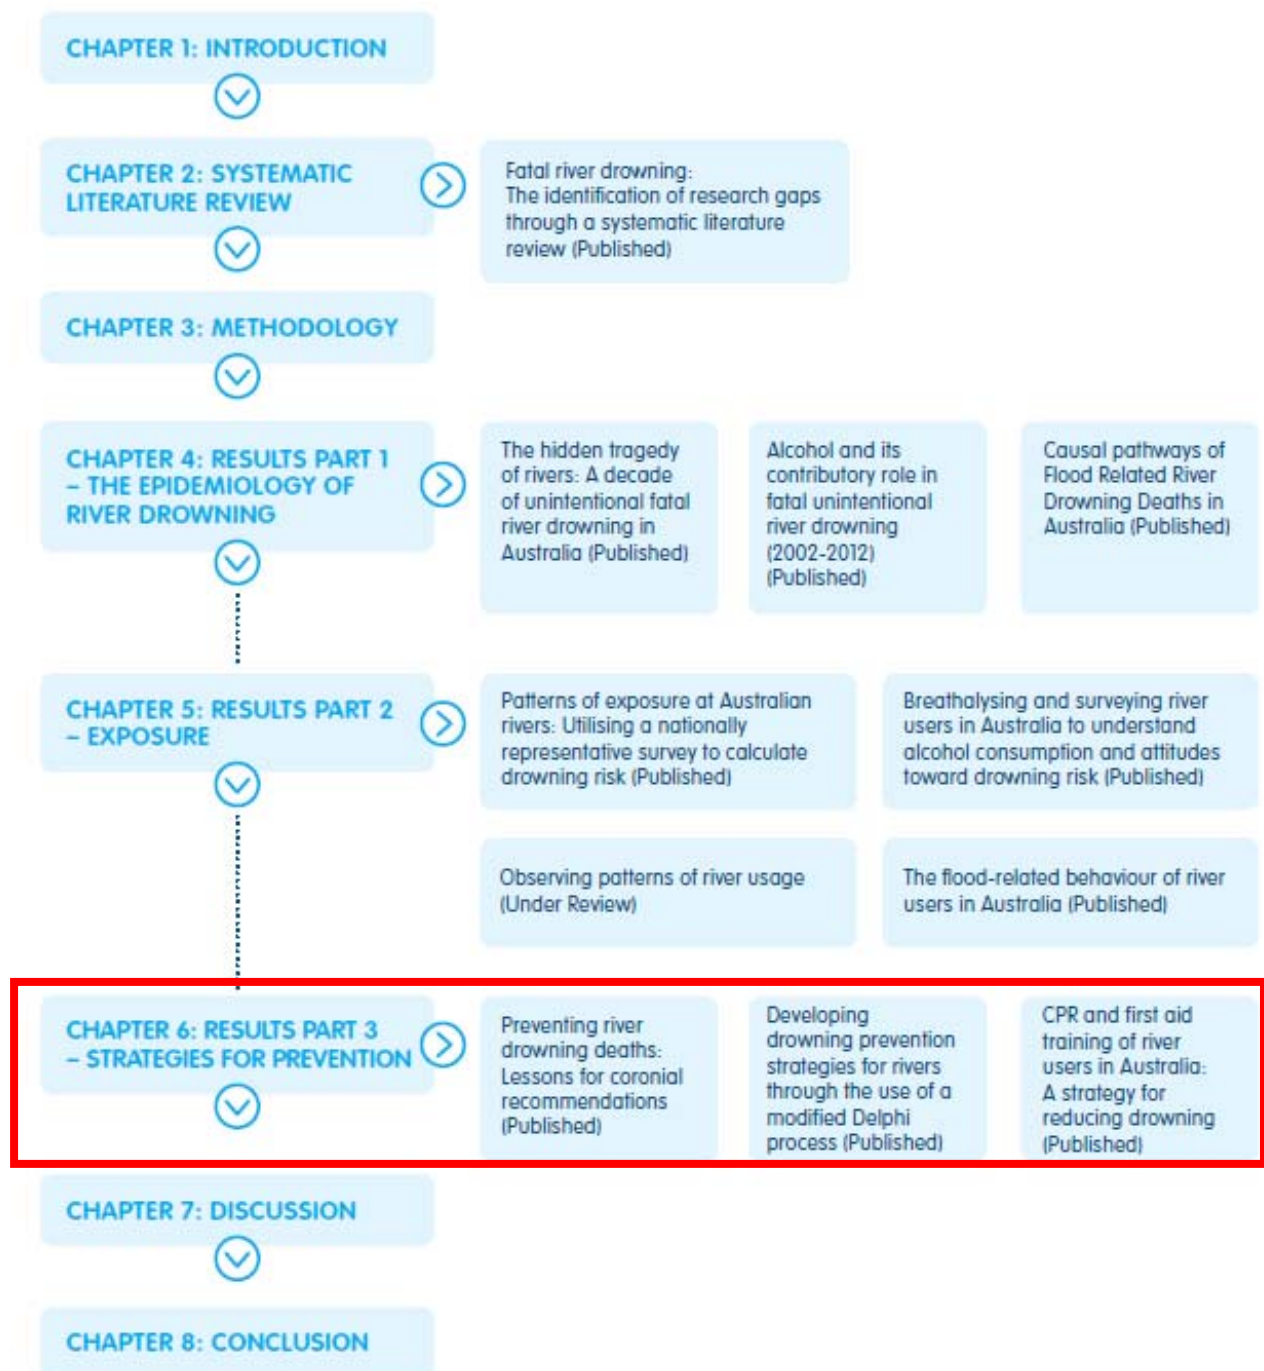 CHAPTER 1: INTRODUCTION
CHAPTER 2: SYSTEMATIC
LITERATURE REVIEW
Fatal river drowning:
The identification of research gaps
through a systematic literature
review (Published)
CHAPTER 3: METHODOLOGY
CHAPTER 4: RESULTS PART 1
– THE EPIDEMIOLOGY OF
RIVER DROWNING
The hidden tragedy
of rivers: A decade
of unintentional fatal
river drowning in
Australia (Published)
Alcohol and its
contributory role in
fatal unintentional
river drowning
(2002-2012)
(Published)
Causal pathways of
Flood Related River
Drowning Deaths in
Australia (Published)
CHAPTER 5: RESULTS PART 2
– EXPOSURE
Patterns of exposure at Australian
rivers: Utilising a nationally
representative survey to calculate
drowning risk (Published)
Breathalysing and surveying river
users in Australia to understand
alcohol consumption and attitudes
toward drowning risk (Published)
Observing patterns of river usage
(Under Review)
The flood-related behaviour of river
users in Australia (Published)
CHAPTER 6: RESULTS PART 3
– STRATEGIES FOR PREVENTION
Preventing river
drowning deaths:
Lessons for coronial
recommendations
(Published)
Developing
drowning prevention
strategies for rivers
through the use of a
modified Delphi
process (Published)
CPR and first aid
training of river
users in Australia:
A strategy for
reducing drowning
(Published)
CHAPTER 7: DISCUSSION
CHAPTER 8: CONCLUSION